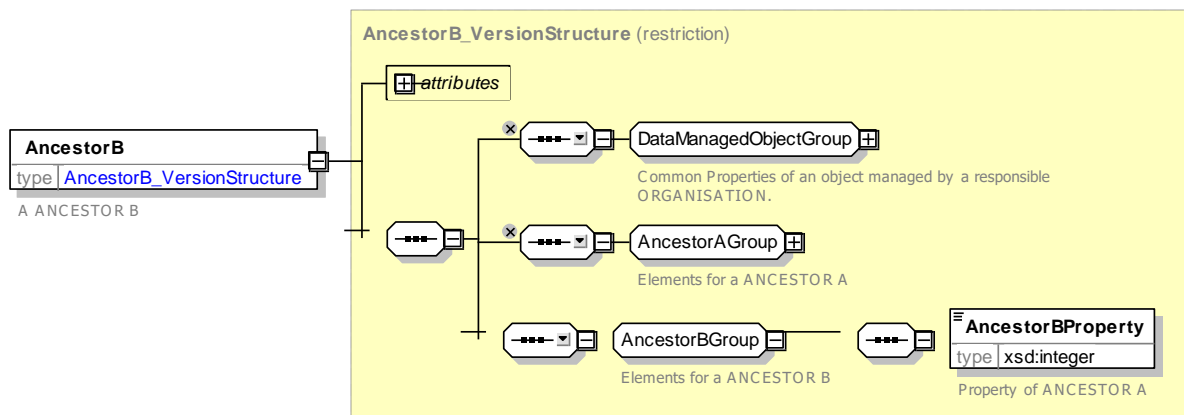 AncestorB_VersionStructure (restriction)
attributes
AncestorB
type AncestorB_VersionStructure
A ANCESTOR B
DataManagedObjectGroup
Common Properties of an object managed by a responsible
ORGANISATION.
AncestorAGroup
Elements for a ANCESTOR A
AncestorBGroup
Elements for a ANCESTOR B
AncestorBProperty
type xsd:integer
Property of ANCESTOR A